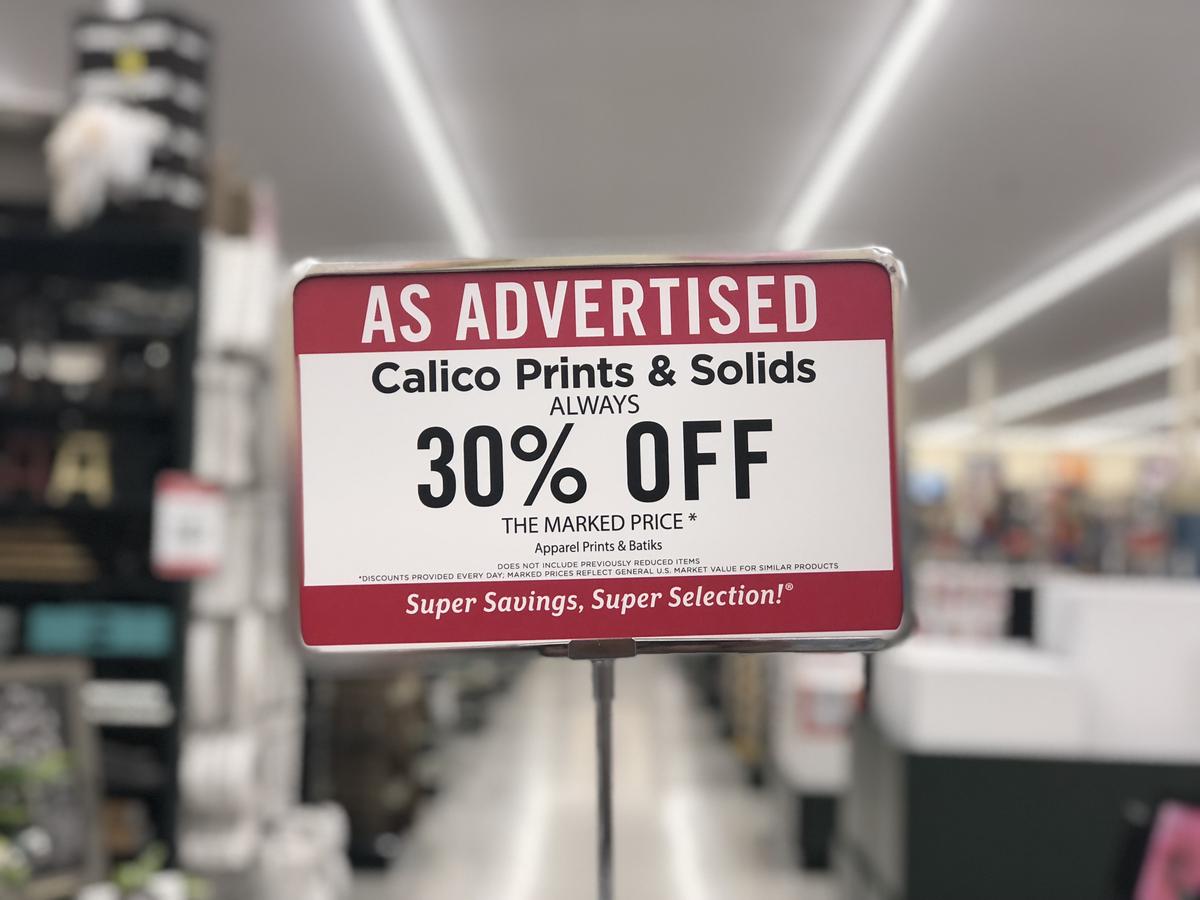 AS ADVERTISED
Calico Prints & Solids
ALWAYS
30% OFF
THE MARKED PRICE *
Apparel Prints & Batiks
DOES NOT INCLUDE PREVIOUSLY REDUCED ITEMS
*DISCOUNTS PROVIDED EVERY DAY; MARKED PRICES REFLECT GENERAL U.S. MARKET VALUE FOR SIMILAR PRODUCTS
Super Savings, Super Selection!®